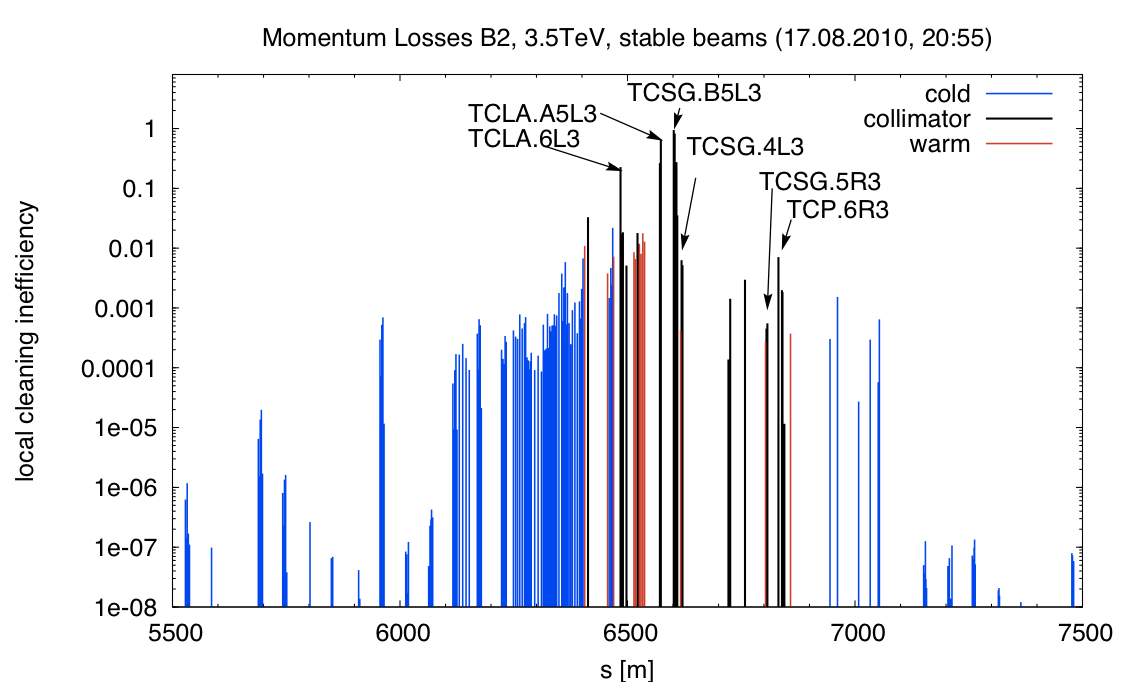 Momentum Losses B2, 3.5TeV, stable beams (17.08.2010, 20:55)
TCSG.B5L3
cold
TCLA.A5L3
collimator
TCLA.6L3
TCSG.4L3
warm
TCSG.5R3
TCP.6R3
local cleaning inefficiency
1
0.1
0.01
0.001
0.0001
1e-05
1e-06
1e-07
1e-08
5500 6000 6500 7000 7500
s [m]